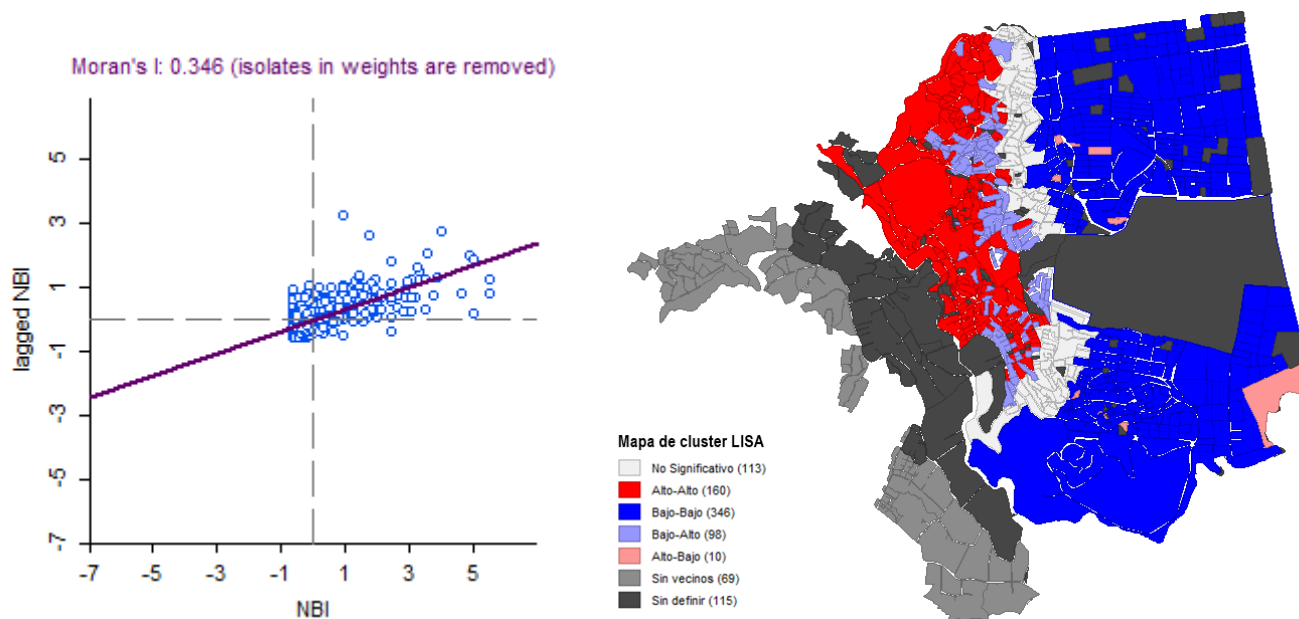 Moran's I: 0.346 (isolates in weights are removed)
5
3
1
-1
-3
-5
-7
lagged NBI
-7 -5 -3 -1 1 3 5
NBI
Mapa de cluster LISA
No Significativo (113)
Alto-Alto (160)
Bajo-Bajo (346)
Bajo-Alto (98)
Alto-Bajo (10)
Sin vecinos (69)
Sin definir (115)